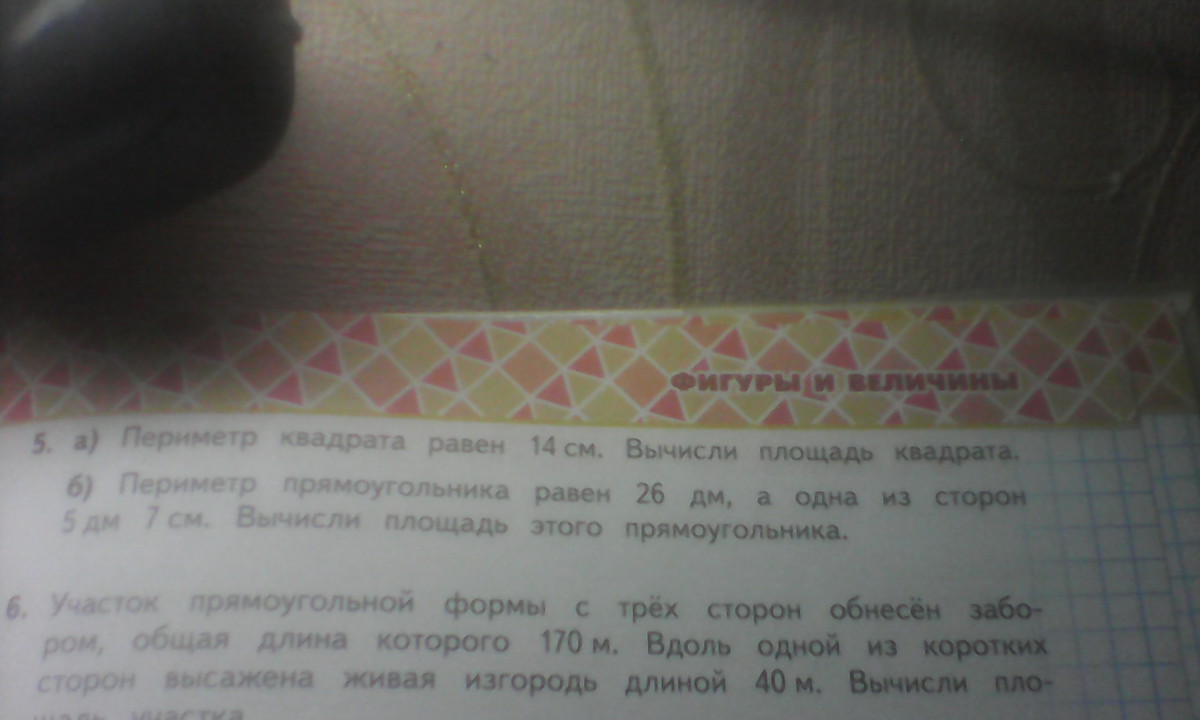 ФИГУРЫ И ВЕЛИЧИНЫ
5. а) Периметр квадрата равен 14 см. Вычисли площадь квадрата.
б) Периметр прямоугольника равен 26 дм, а одна из сторон
5 дм 7 см. Вычисли площадь этого прямоугольника.
6. Участок прямоугольной формы с трёх сторон обнесён забо-
ром, общая длина которого 170 м. Вдоль одной из коротких
сторон высажена живая изгородь длиной 40 м. Вычисли пло-
щадь участка.